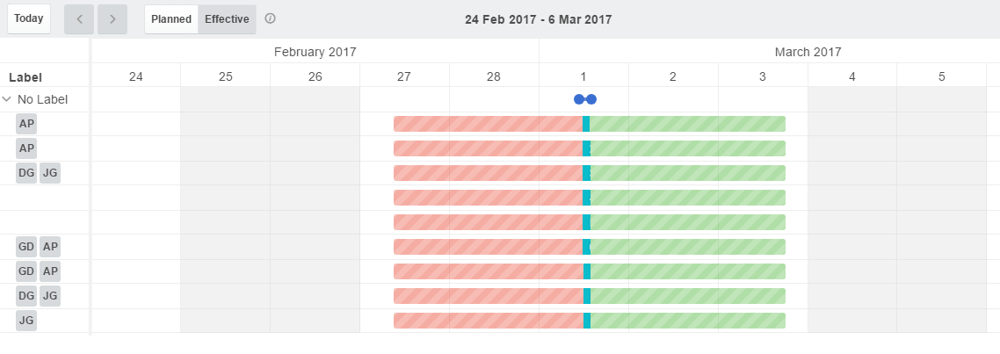 Today < > Planned Effective i 24 Feb 2017 - 6 Mar 2017
February 2017 March 2017
Label 24 25 26 27 28 1 2 3 4 5
No Label
AP
AP
DG JG
GD AP
GD AP
DG JG
JG